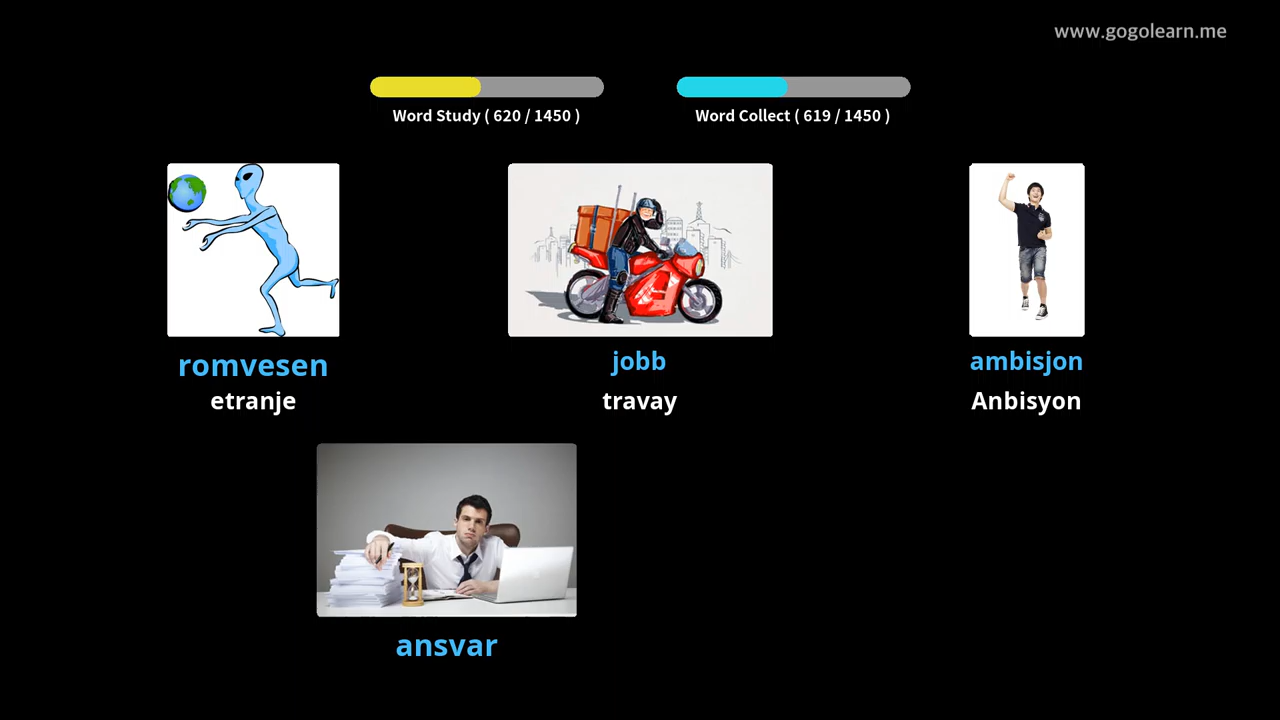 www.gogolearn.me
Word Study ( 620 / 1450 )
Word Collect ( 619 / 1450 )
romvesen
jobb
ambisjon
etranje
travay
Anbisyon
ansvar